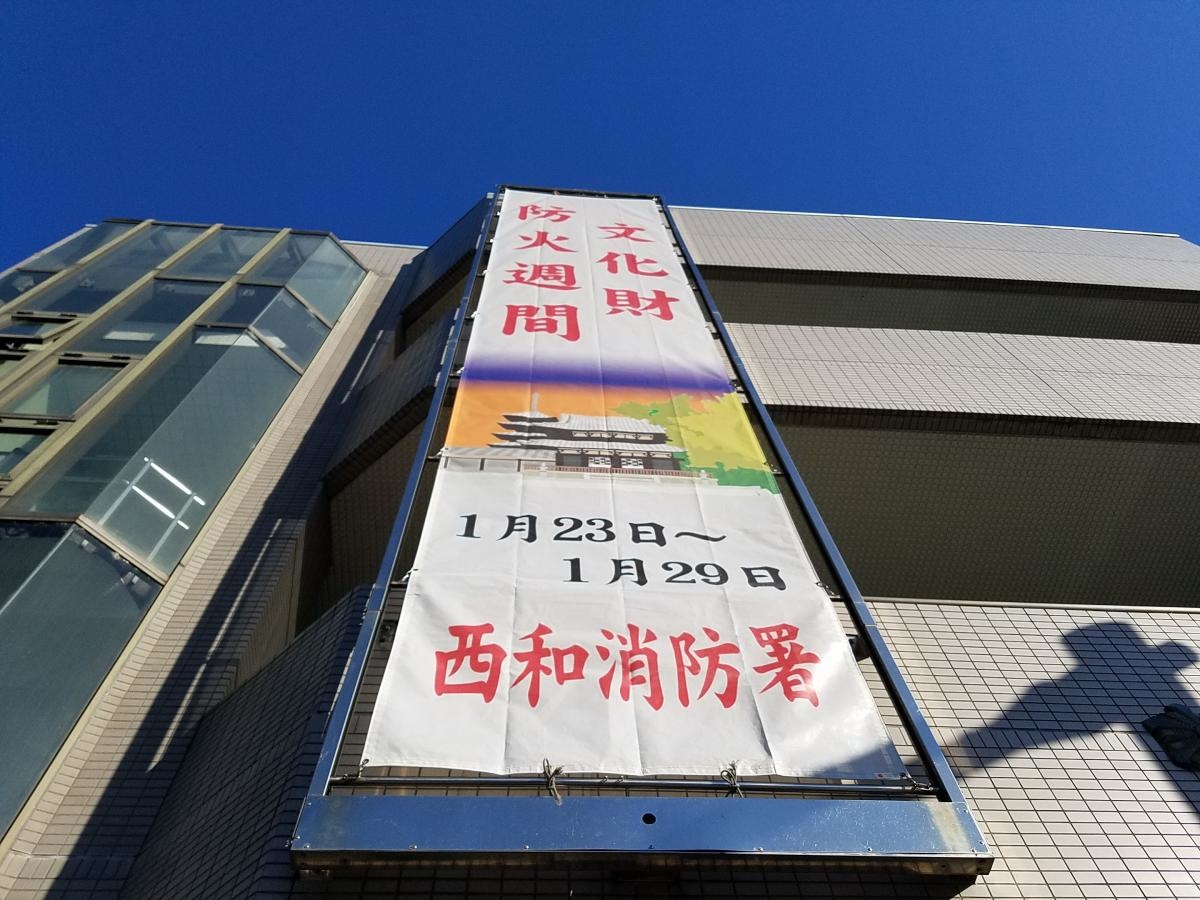 文化財
防火週間
1月23日～
1月29日
西和消防署